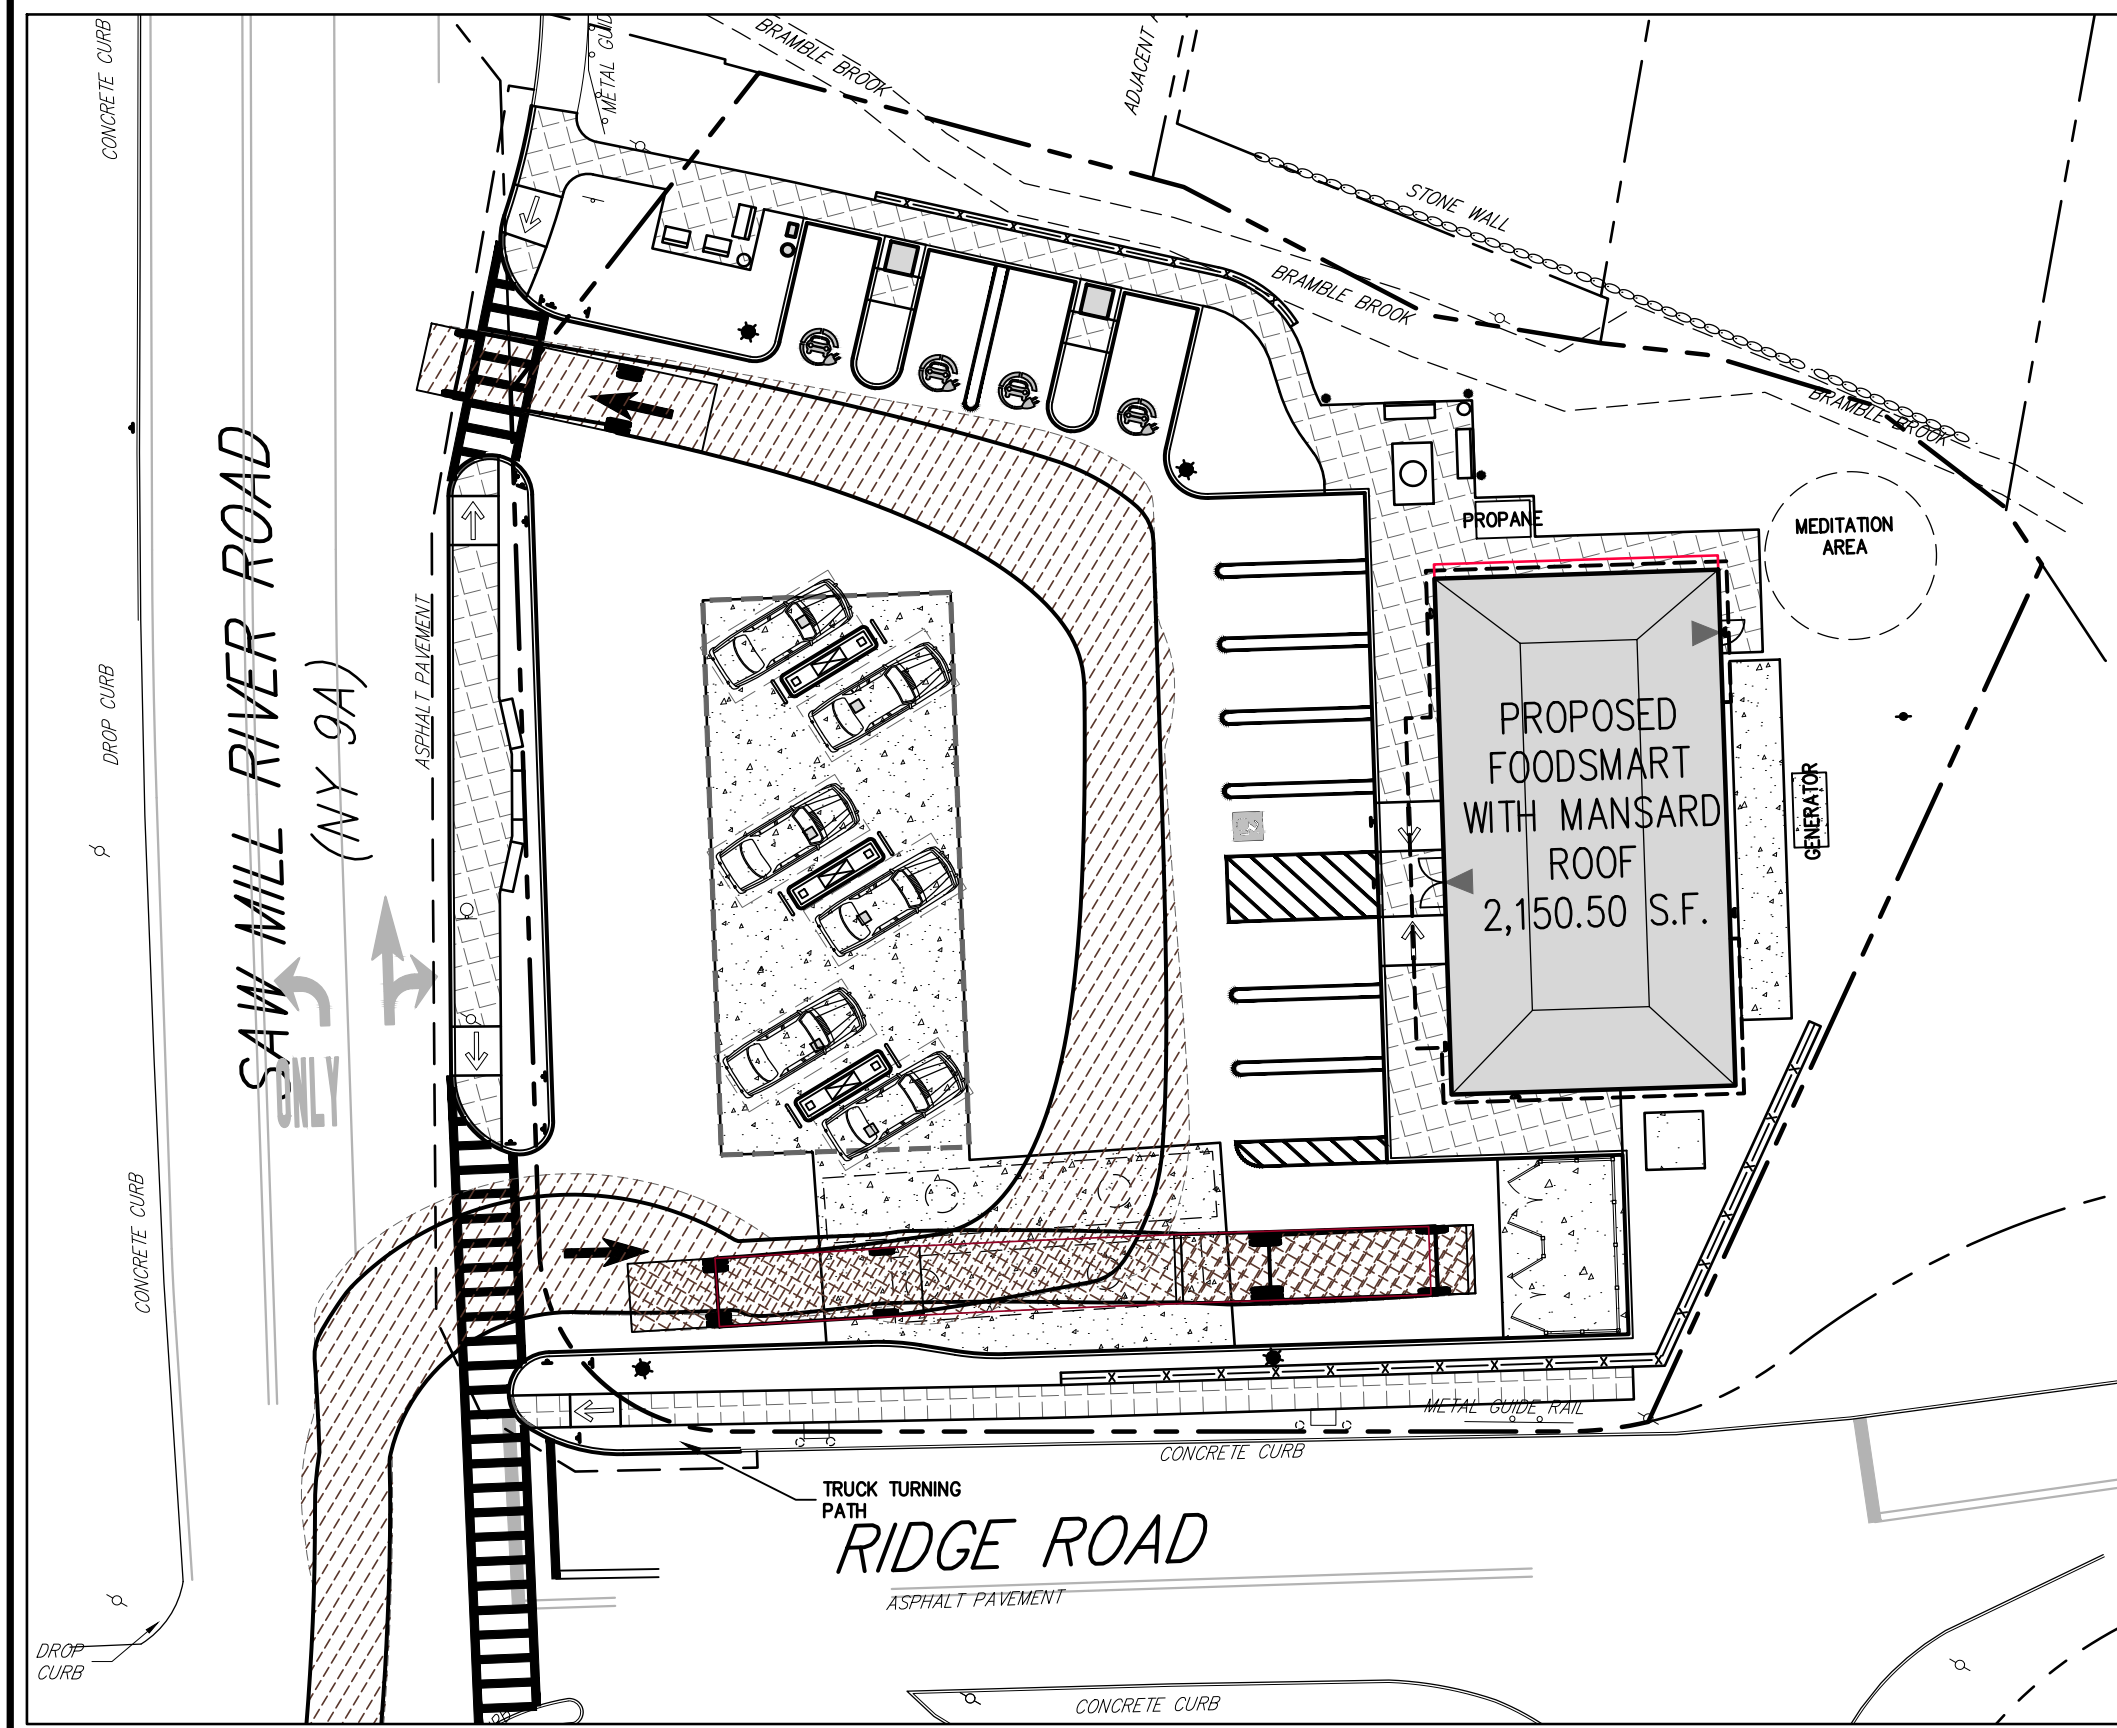 CONCRETE CURB
METAL GUID
BRAMBLE BROOK
ADJACENT
STONE WALL
BRAMBLE BROOK
BRAMBLE BROOK
SAW MILL RIVER ROAD
(NY 9A)
ASPHALT PAVEMENT
DROP CURB
PROPANE
MEDITATION
AREA
PROPOSED
FOODSMART
WITH MANSARD
ROOF
2,150.50 S.F.
GENERATOR
ONLY
CONCRETE CURB
METAL GUIDE RAIL
CONCRETE CURB
TRUCK TURNING
PATH
RIDGE ROAD
ASPHALT PAVEMENT
DROP
CURB
CONCRETE CURB